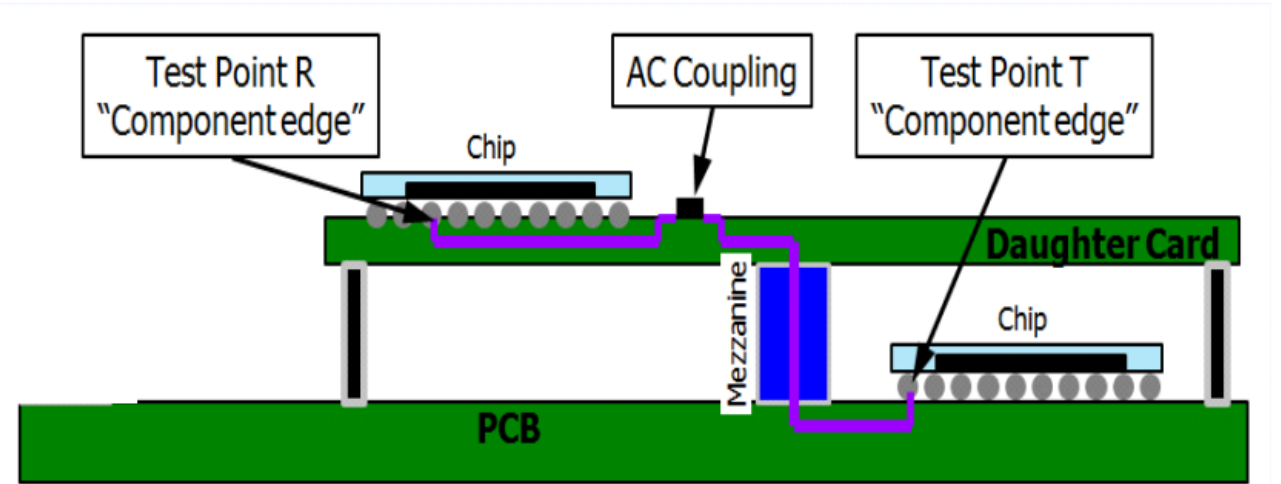 Test Point R
“Component edge”
AC Coupling
Test Point T
“Component edge”
Chip
Daughter Card
Mezzanine
Chip
PCB